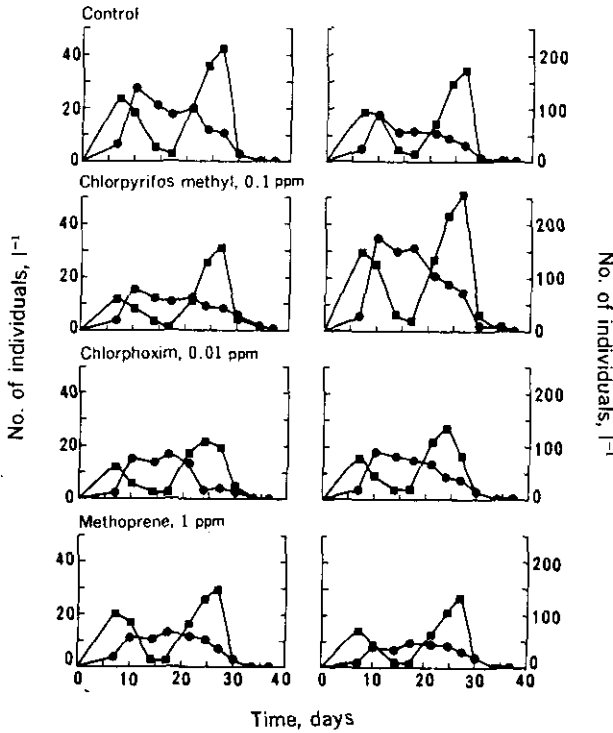 Control
40
20
0
200
100
0
Chlorpyrifos methyl, 0.1 ppm
40
20
0
200
100
0
Chlorphoxim, 0.01 ppm
40
20
0
200
100
0
Methoprene, 1 ppm
40
20
0
200
100
0
0 10 20 30 40
0 10 20 30 40
No. of individuals, l⁻¹
No. of individuals, l⁻¹
Time, days